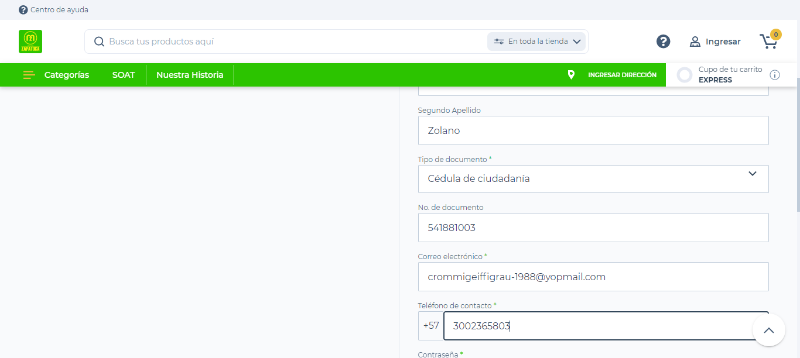 Centro de ayuda
Busca tus productos aquí
En toda la tienda
Ingresar
0
Categorías
SOAT
Nuestra Historia
INGRESAR DIRECCIÓN
Cupo de tu carrito
EXPRESS
Segundo Apellido
Zolano
Tipo de documento *
Cédula de ciudadanía
No. de documento
541881003
Correo electrónico *
crommigeiffigrau-1988@yopmail.com
Teléfono de contacto *
+57 3002365803
Contraseña *